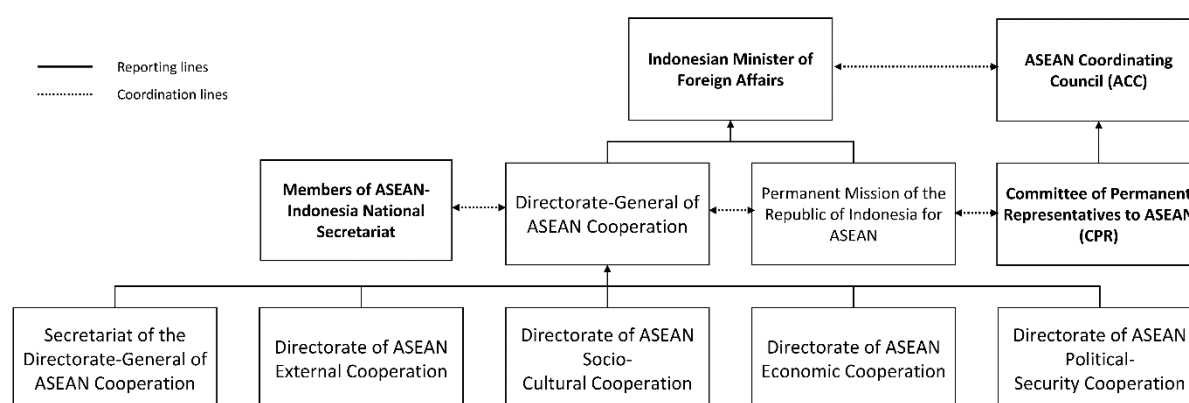 Reporting lines
Coordination lines
Indonesian Minister of
Foreign Affairs
ASEAN Coordinating
Council (ACC)
Members of ASEAN-
Indonesia National
Secretariat
Directorate-General of
ASEAN Cooperation
Permanent Mission of the
Republic of Indonesia for
ASEAN
Committee of Permanent
Representatives to ASEAN
(CPR)
Secretariat of the
Directorate-General of
ASEAN Cooperation
Directorate of ASEAN
External Cooperation
Directorate of ASEAN
Socio-
Cultural Cooperation
Directorate of ASEAN
Economic Cooperation
Directorate of ASEAN
Political-
Security Cooperation